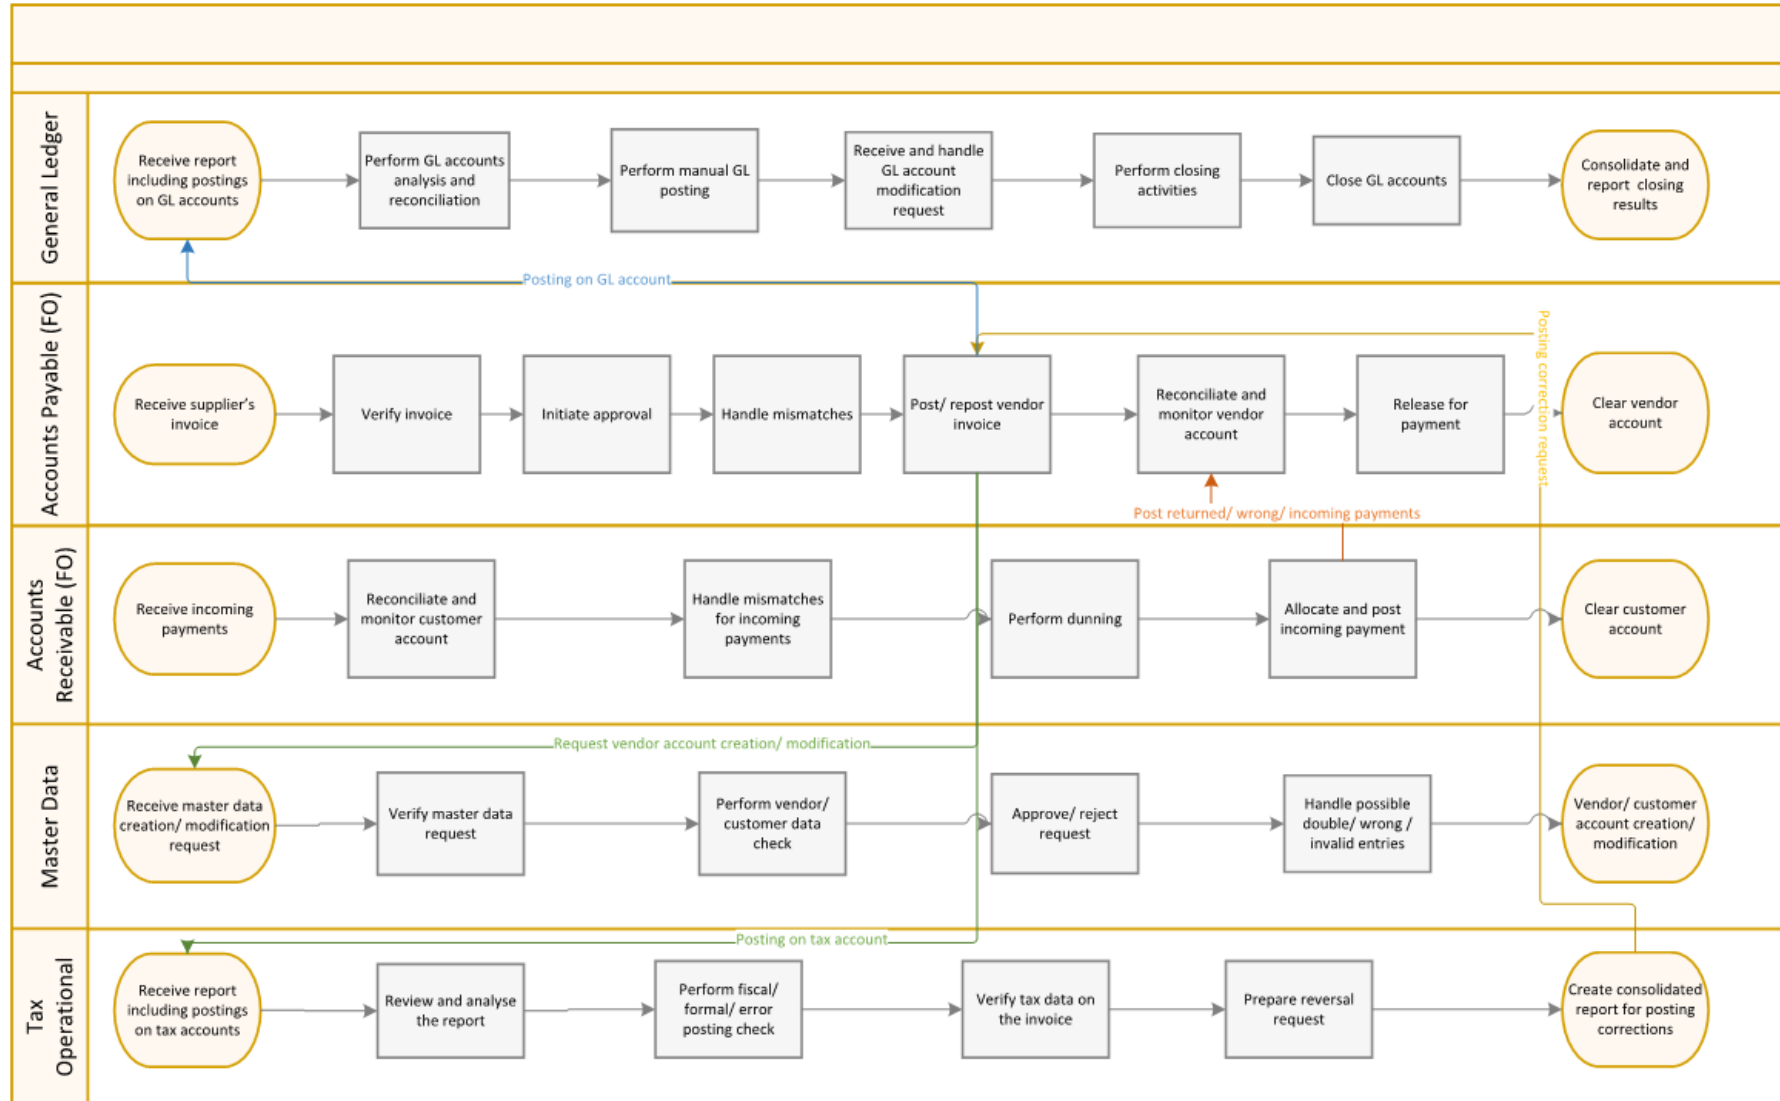 General Ledger
Receive report
including postings
on GL accounts
Perform GL accounts
analysis and
reconciliation
Perform manual GL
posting
Receive and handle
GL account
modification
request
Perform closing
activities
Close GL accounts
Consolidate and
report closing
results
Posting on GL account
Accounts Payable (FO)
Receive supplier's
invoice
Verify invoice
Initiate approval
Handle mismatches
Post/ repost vendor
invoice
Reconciliate and
monitor vendor
account
Release for
payment
Posting correction request
Clear vendor
account
Post returned/ wrong/ incoming payments
Accounts
Receivable (FO)
Receive incoming
payments
Reconciliate and
monitor customer
account
Handle mismatches
for incoming
payments
Perform dunning
Allocate and post
incoming payment
Clear customer
account
Request vendor account creation/ modification
Master Data
Receive master data
creation/ modification
request
Verify master data
request
Perform vendor/
customer data
check
Approve/ reject
request
Handle possible
double/ wrong /
invalid entries
Vendor/ customer
account creation/
modification
Posting on tax account
Tax
Operational
Receive report
including postings
on tax accounts
Review and analyse
the report
Perform fiscal/
formal/ error
posting check
Verify tax data on
the invoice
Prepare reversal
request
Create consolidated
report for posting
corrections